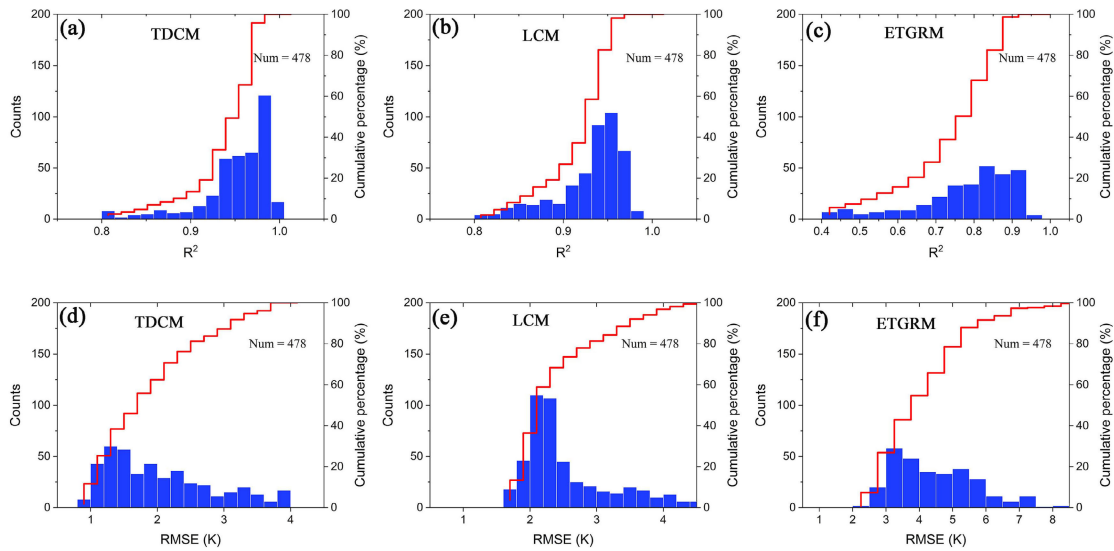 (a) TDCM
Num = 478
200
150
100
50
0
Counts
100
80
60
40
20
0
Cumulative percentage (%)
0.8 0.9 1.0
R²
(b) LCM
Num = 478
200
150
100
50
0
Counts
100
80
60
40
20
0
Cumulative percentage (%)
0.8 0.9 1.0
R²
(c) ETGRM
Num = 478
200
150
100
50
0
Counts
100
80
60
40
20
0
Cumulative percentage (%)
0.4 0.5 0.6 0.7 0.8 0.9 1.0
R²
(d) TDCM
Num = 478
200
150
100
50
0
Counts
100
80
60
40
20
0
Cumulative percentage (%)
1 2 3 4
RMSE (K)
(e) LCM
Num = 478
200
150
100
50
0
Counts
100
80
60
40
20
0
Cumulative percentage (%)
1 2 3 4
RMSE (K)
(f) ETGRM
Num = 478
200
150
100
50
0
Counts
100
80
60
40
20
0
Cumulative percentage (%)
1 2 3 4 5 6 7 8
RMSE (K)